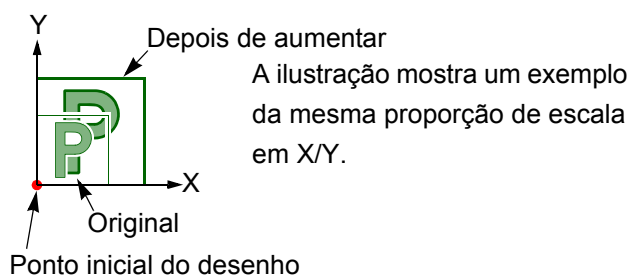 Y
Depois de aumentar
A ilustração mostra um exemplo
da mesma proporção de escala
em X/Y.
P
P
X
Original
Ponto inicial do desenho